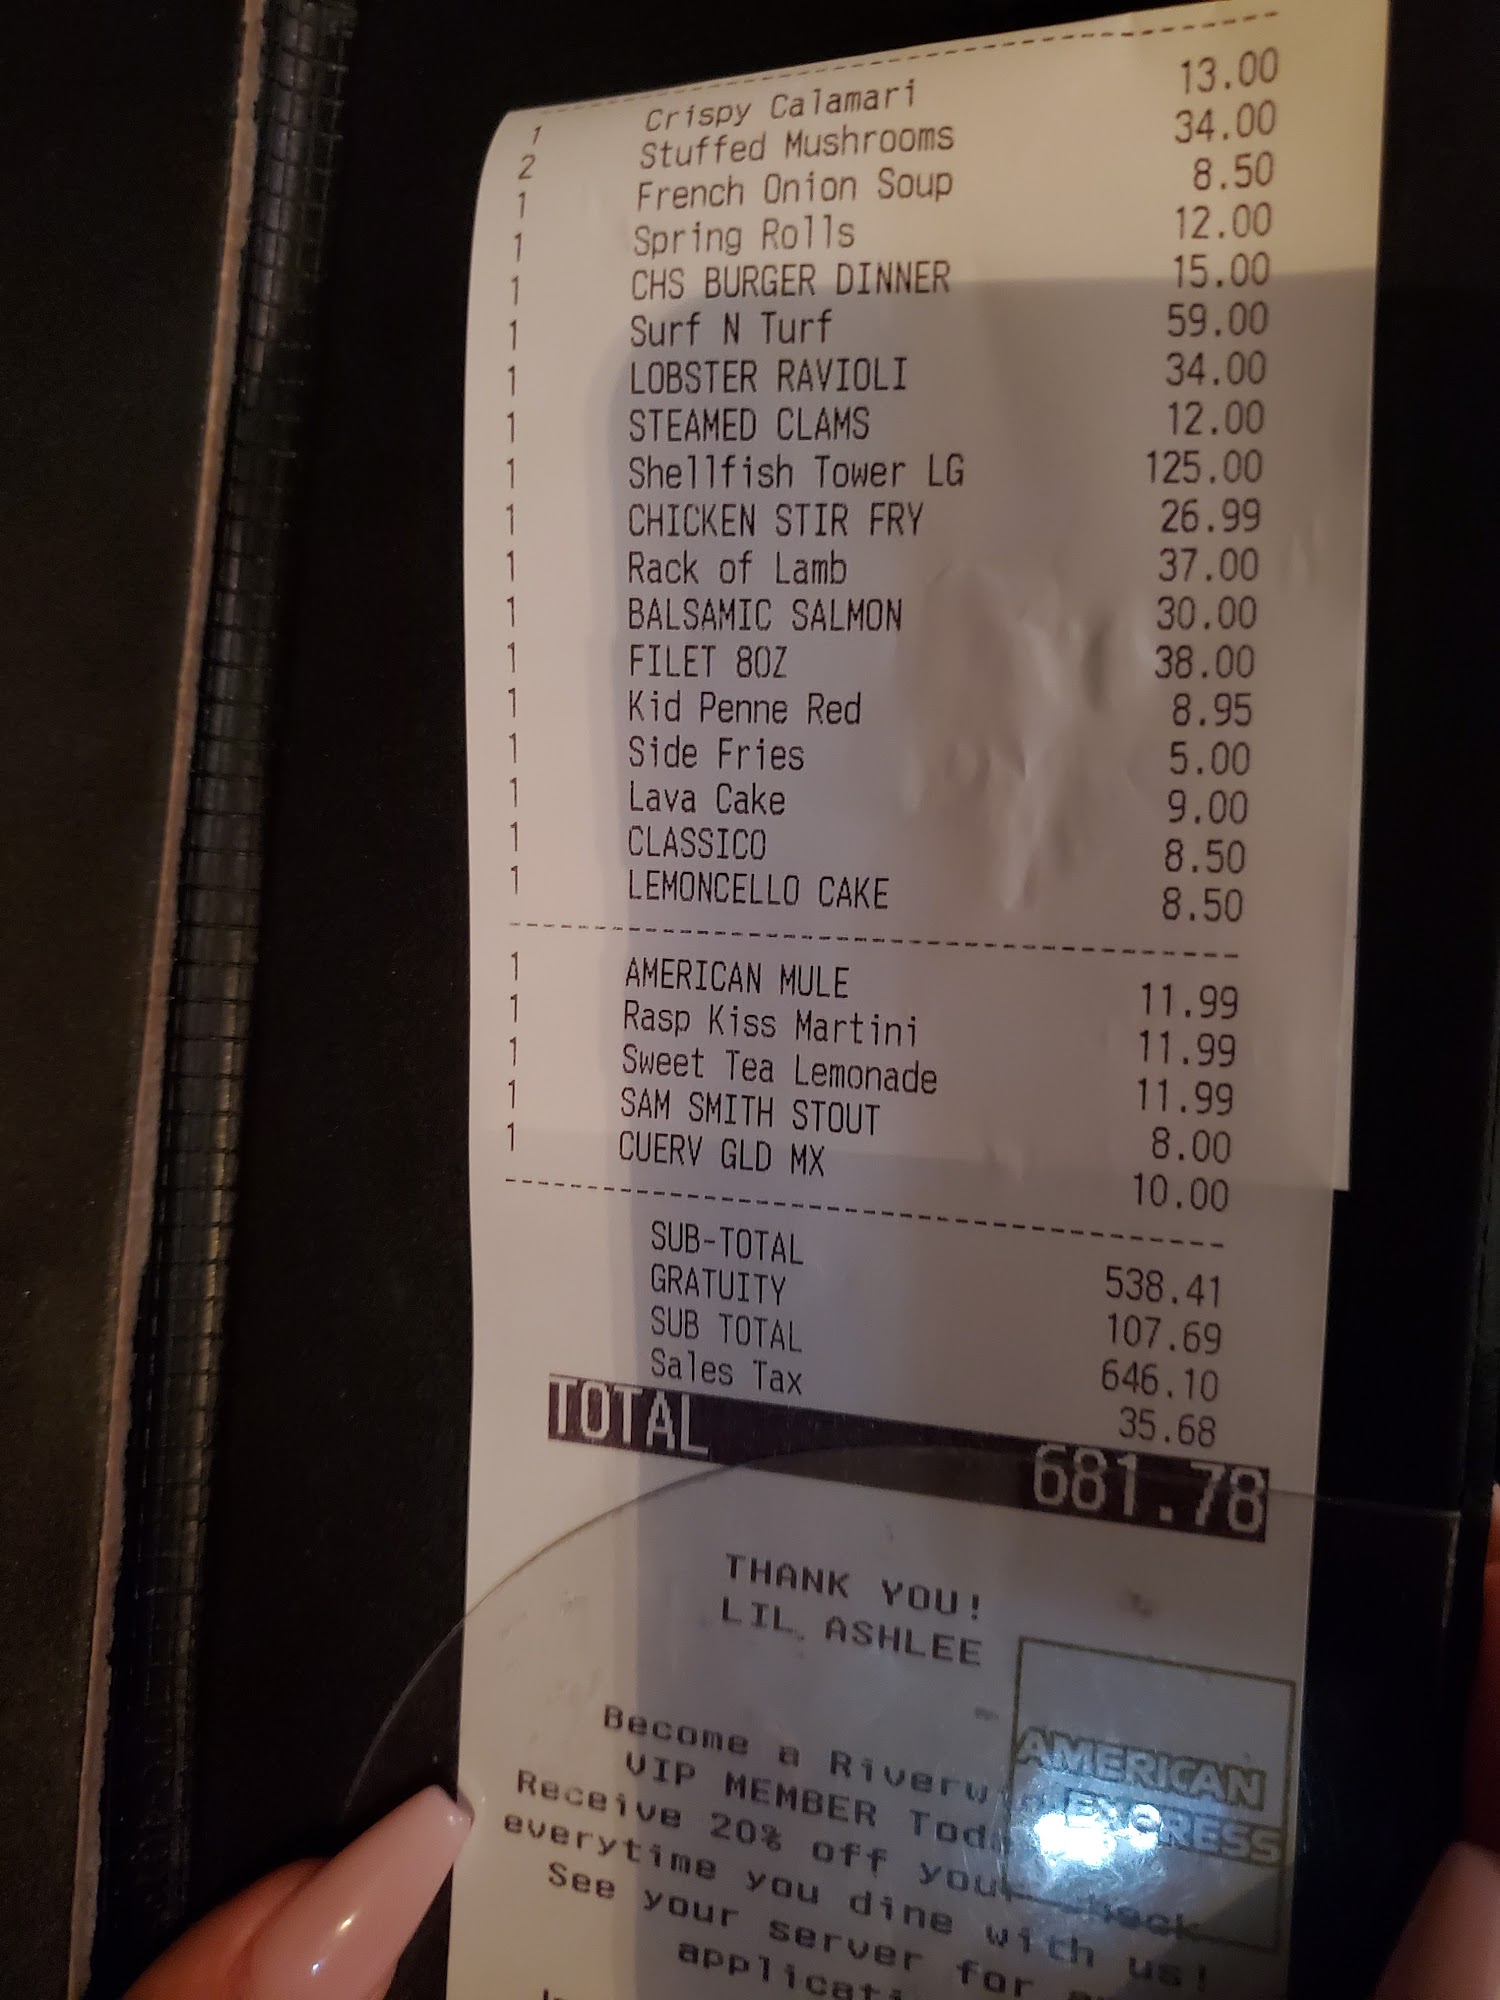 1 Crispy Calamari 13.00
2 Stuffed Mushrooms 34.00
1 French Onion Soup 8.50
1 Spring Rolls 12.00
1 CHS BURGER DINNER 15.00
1 Surf N Turf 59.00
1 LOBSTER RAVIOLI 34.00
1 STEAMED CLAMS 12.00
1 Shellfish Tower LG 125.00
1 CHICKEN STIR FRY 26.99
1 Rack of Lamb 37.00
1 BALSAMIC SALMON 30.00
1 FILET 8OZ 38.00
1 Kid Penne Red 8.95
1 Side Fries 5.00
1 Lava Cake 9.00
1 CLASSICO 8.50
1 LEMONCELLO CAKE 8.50
1 AMERICAN MULE 11.99
1 Rasp Kiss Martini 11.99
1 Sweet Tea Lemonade 11.99
1 SAM SMITH STOUT 8.00
1 CUERV GLD MX 10.00
SUB-TOTAL 538.41
GRATUITY 107.69
SUB TOTAL 646.10
Sales Tax 35.68
TOTAL 681.78
THANK YOU!
LIL ASHLEE
Become a Riverw
VIP MEMBER Tod
Receive 20% off your check
everytime you dine with us!
See your server for
applicati
AMERICAN
EXPRESS